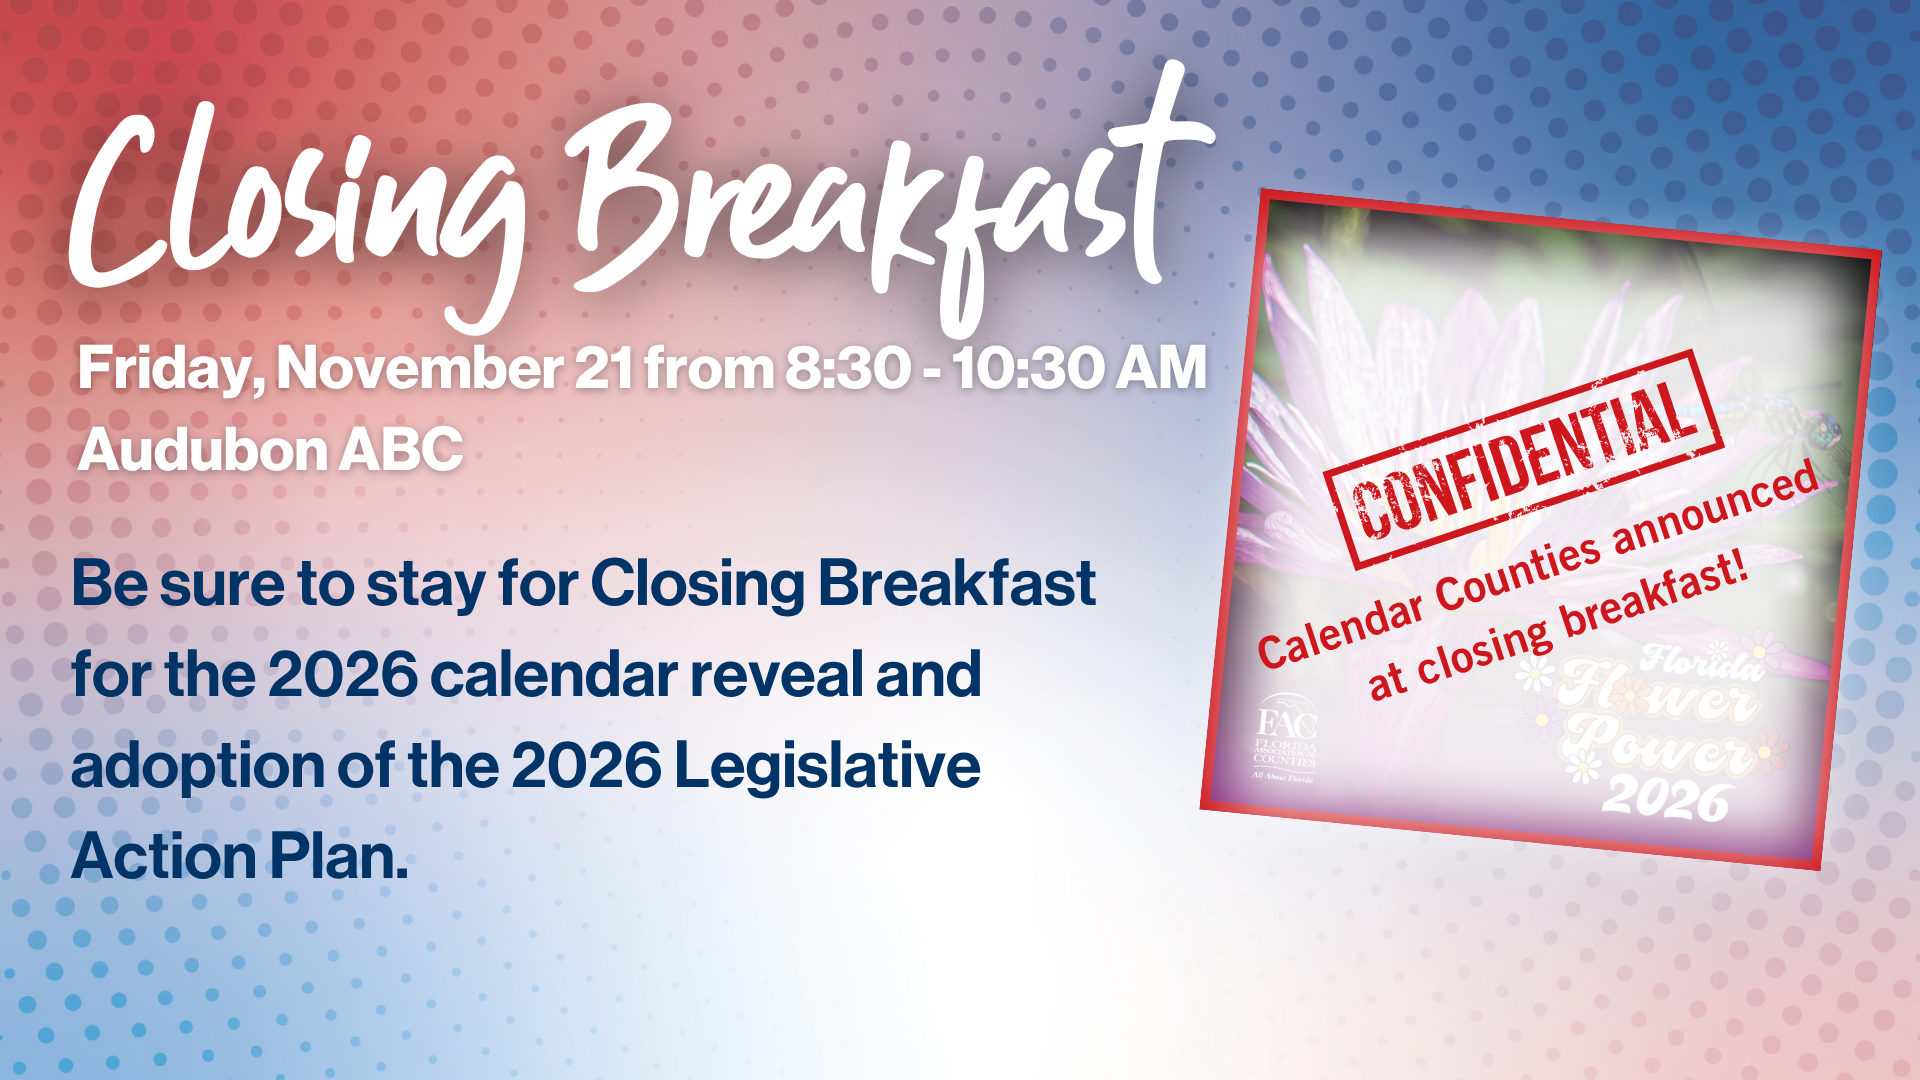 Closing Breakfast
Friday, November 21 from 8:30 - 10:30 AM
Audubon ABC
Be sure to stay for Closing Breakfast
for the 2026 calendar reveal and
adoption of the 2026 Legislative
Action Plan.
CONFIDENTIAL
Calendar Counties announced
at closing breakfast!
FAC
FLORIDA
ASSOCIATION OF
COUNTIES
All About Florida
Florida
Flower
Power
2026